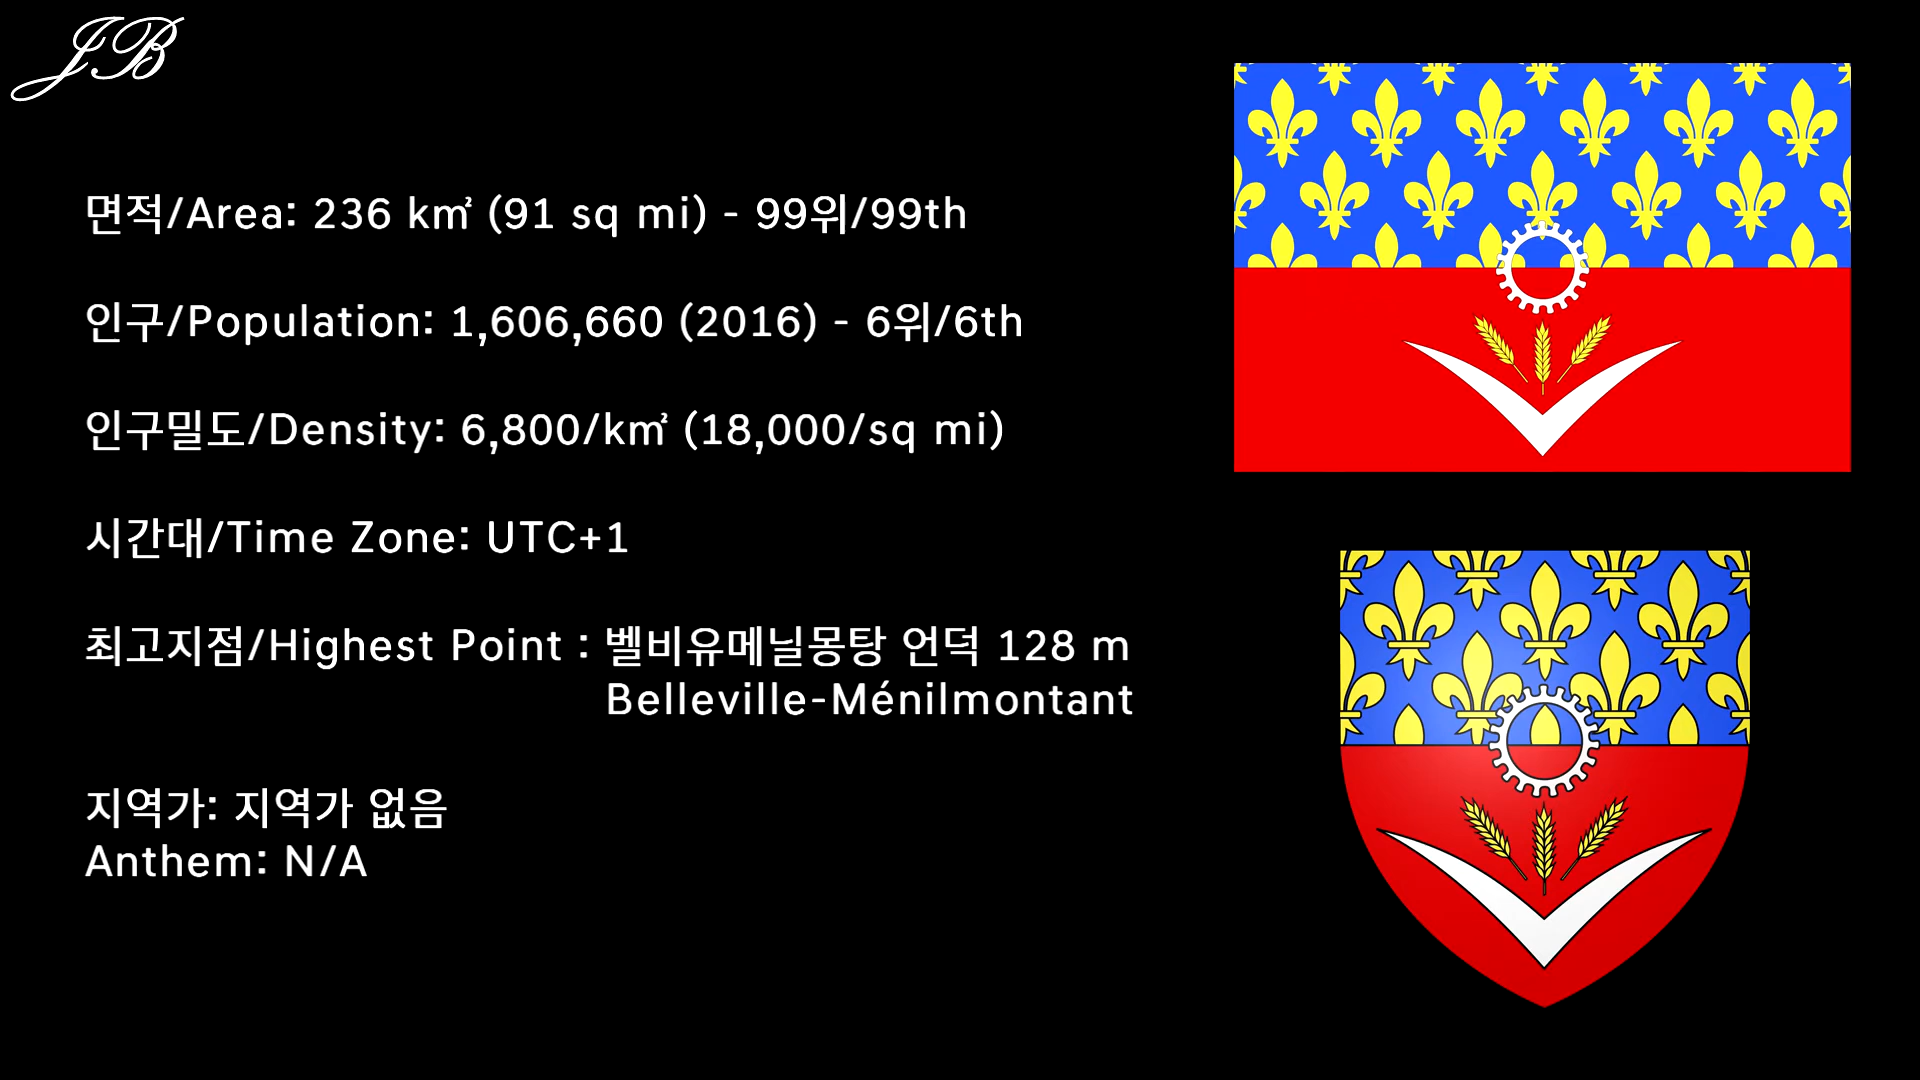 JB
면적/Area: 236 km² (91 sq mi) - 99위/99th
인구/Population: 1,606,660 (2016) - 6위/6th
인구밀도/Density: 6,800/km² (18,000/sq mi)
시간대/Time Zone: UTC+1
최고지점/Highest Point : 벨비유메닐몽탕 언덕 128 m
Belleville-Ménilmontant
지역가: 지역가 없음
Anthem: N/A